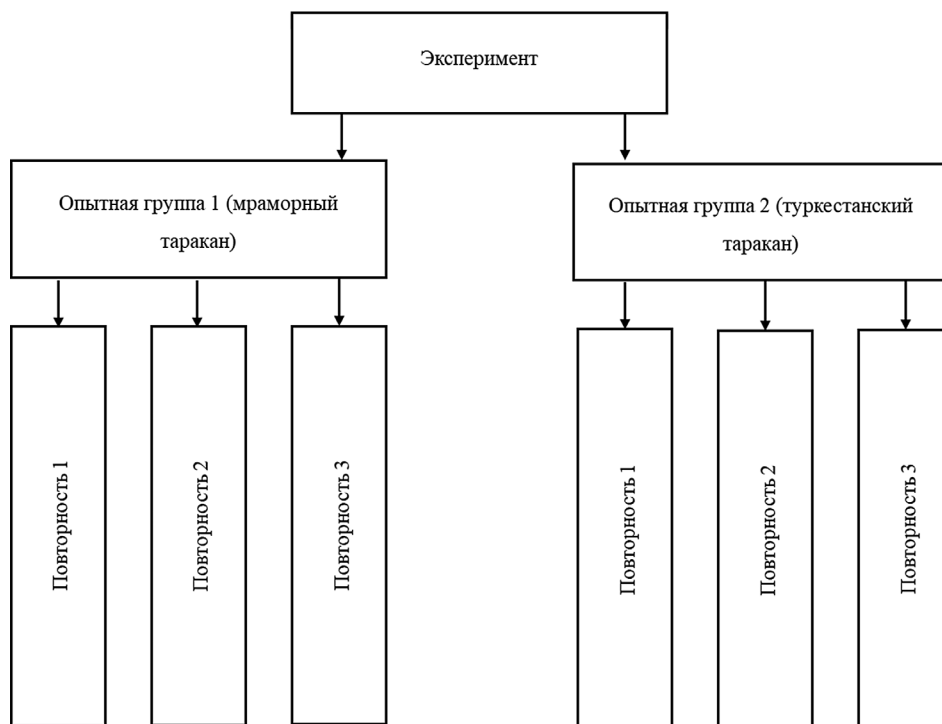 Эксперимент
Опытная группа 1 (мраморный
таракан)
Опытная группа 2 (туркестанский
таракан)
Повторность 1
Повторность 2
Повторность 3
Повторность 1
Повторность 2
Повторность 3